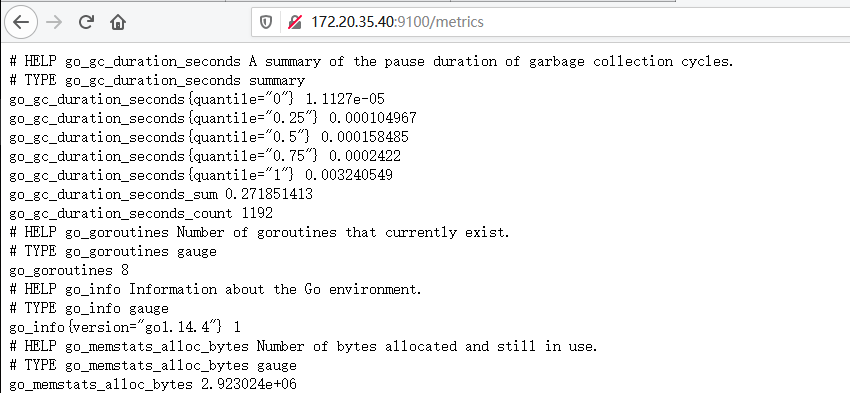 172.20.35.40:9100/metrics
# HELP go_gc_duration_seconds A summary of the pause duration of garbage collection cycles.
# TYPE go_gc_duration_seconds summary
go_gc_duration_seconds{quantile="0"} 1.1127e-05
go_gc_duration_seconds{quantile="0.25"} 0.000104967
go_gc_duration_seconds{quantile="0.5"} 0.000158485
go_gc_duration_seconds{quantile="0.75"} 0.0002422
go_gc_duration_seconds{quantile="1"} 0.003240549
go_gc_duration_seconds_sum 0.271851413
go_gc_duration_seconds_count 1192
# HELP go_goroutines Number of goroutines that currently exist.
# TYPE go_goroutines gauge
go_goroutines 8
# HELP go_info Information about the Go environment.
# TYPE go_info gauge
go_info{version="go1.14.4"} 1
# HELP go_memstats_alloc_bytes Number of bytes allocated and still in use.
# TYPE go_memstats_alloc_bytes gauge
go_memstats_alloc_bytes 2.923024e+06